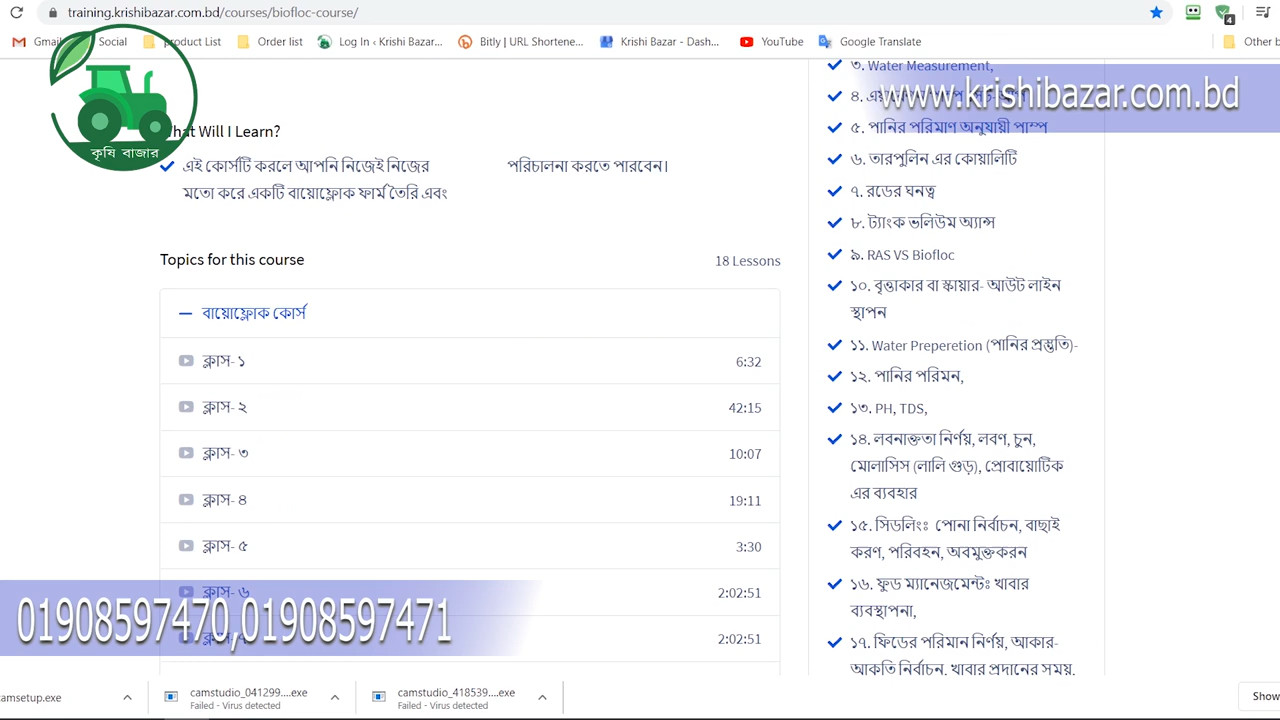 training.krishibazar.com.bd/courses/biofloc-course/
4
Gmail
Social
product List
Order list
Log In ‹ Krishi Bazar...
Bitly | URL Shortene...
Krishi Bazar - Dash...
YouTube
Google Translate
Other b
কৃষি বাজার
www.krishibazar.com.bd
hat Will I Learn?
এই কোর্সটি করলে আপনি নিজেই নিজের
মতো করে একটি বায়োফ্লোক ফার্ম তৈরি এবং
পরিচালনা করতে পারবেন।
Topics for this course
18 Lessons
বায়োফ্লোক কোর্স
ক্লাস- ১ 6:32
ক্লাস- ২ 42:15
ক্লাস- ৩ 10:07
ক্লাস- ৪ 19:11
ক্লাস- ৫ 3:30
ক্লাস- ৬ 2:02:51
2:02:51
01908597470,01908597471
৩. Water Measurement,
৫. পানির পরিমাণ অনুযায়ী পাম্প
৬. তারপুলিন এর কোয়ালিটি
৭. রডের ঘনত্ব
৮. ট্যাংক ভলিউম অ্যান্স
৯. RAS VS Biofloc
১০. বৃত্তাকার বা স্কায়ার- আউট লাইন
স্থাপন
১১. Water Preperetion (পানির প্রস্তুতি)-
১২. পানির পরিমন,
১৩. PH, TDS,
১৪. লবনাক্ততা নির্ণয়, লবণ, চুন,
মোলাসিস (লালি গুড়), প্রোবায়োটিক
এর ব্যবহার
১৫. সিডলিংঃ পোনা নির্বাচন, বাছাই
করণ, পরিবহন, অবমুক্তকরন
১৬. ফুড ম্যানেজমেন্টঃ খাবার
ব্যবস্থাপনা,
১৭. ফিডের পরিমান নির্ণয়, আকার-
আকৃতি নির্বাচন, খাবার প্রদানের সময়,
camsetup.exe
camstudio_041299....exe
Failed - Virus detected
camstudio_418539....exe
Failed - Virus detected
Show